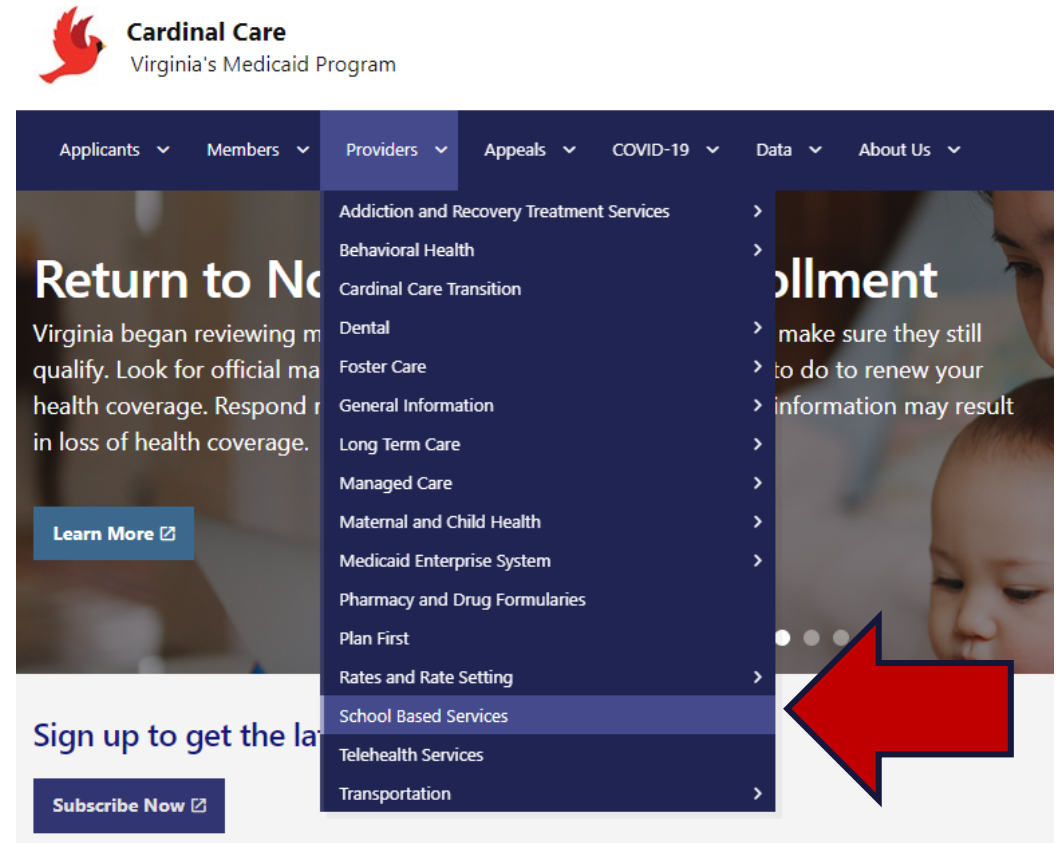 Cardinal Care
Virginia's Medicaid Program
Applicants Members Providers Appeals COVID-19 Data About Us
Addiction and Recovery Treatment Services
Behavioral Health
Cardinal Care Transition
Dental
Foster Care
General Information
Long Term Care
Managed Care
Maternal and Child Health
Medicaid Enterprise System
Pharmacy and Drug Formularies
Plan First
Rates and Rate Setting
School Based Services
Telehealth Services
Transportation
Return to
Virginia began reviewing make sure they still
qualify. Look for official to do to renew your
health coverage. Respond information may result
in loss of health coverage.
Learn More
Sign up to get the
Subscribe Now